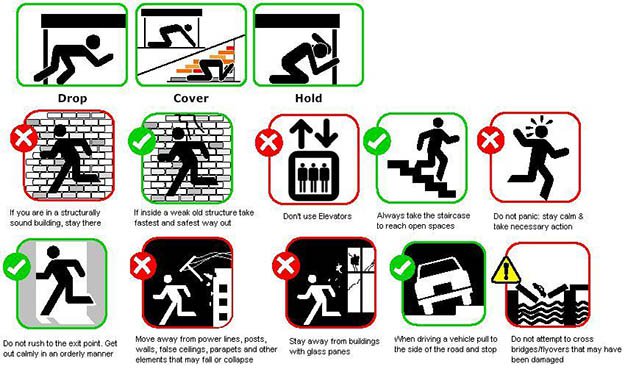 Drop
Cover
Hold
If you are in a structurally
sound building, stay there
If inside a weak old structure take
fastest and safest way out
Don't use Elevators
Always take the staircase
to reach open spaces
Do not panic: stay calm &
take necessary action
Do not rush to the exit point. Get
out calmly in an orderly manner
Move away from power lines, posts,
walls, false ceilings, parapets and other
elements that may fall or collapse
Stay away from buildings
with glass panes
When driving a vehicle pull to
the side of the road and stop
Do not attempt to cross
bridges/flyovers that may have
been damaged